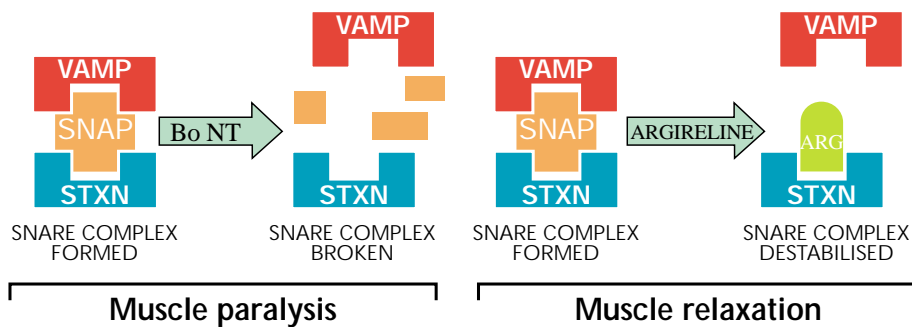 VAMP
SNAP
STXN
SNARE COMPLEX
FORMED
Bo NT
VAMP
STXN
SNARE COMPLEX
BROKEN
Muscle paralysis
VAMP
SNAP
STXN
SNARE COMPLEX
FORMED
ARGIRELINE
VAMP
ARG
STXN
SNARE COMPLEX
DESTABILISED
Muscle relaxation